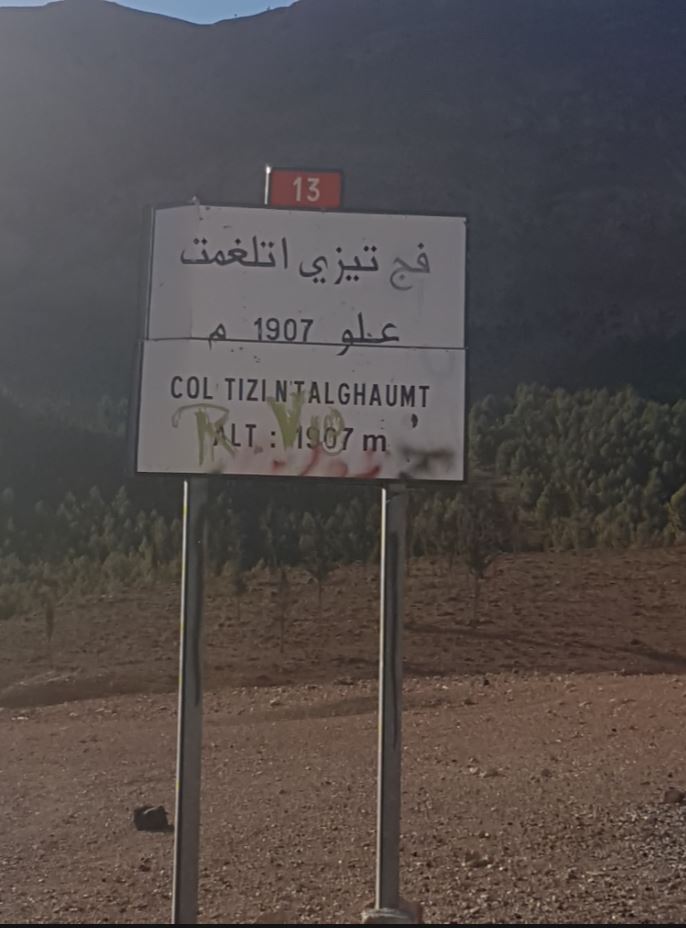 13
فج تيزي اتلغمت
علو 1907 م
COL TIZI N'TALGHAUMT
ALT : 1907 m